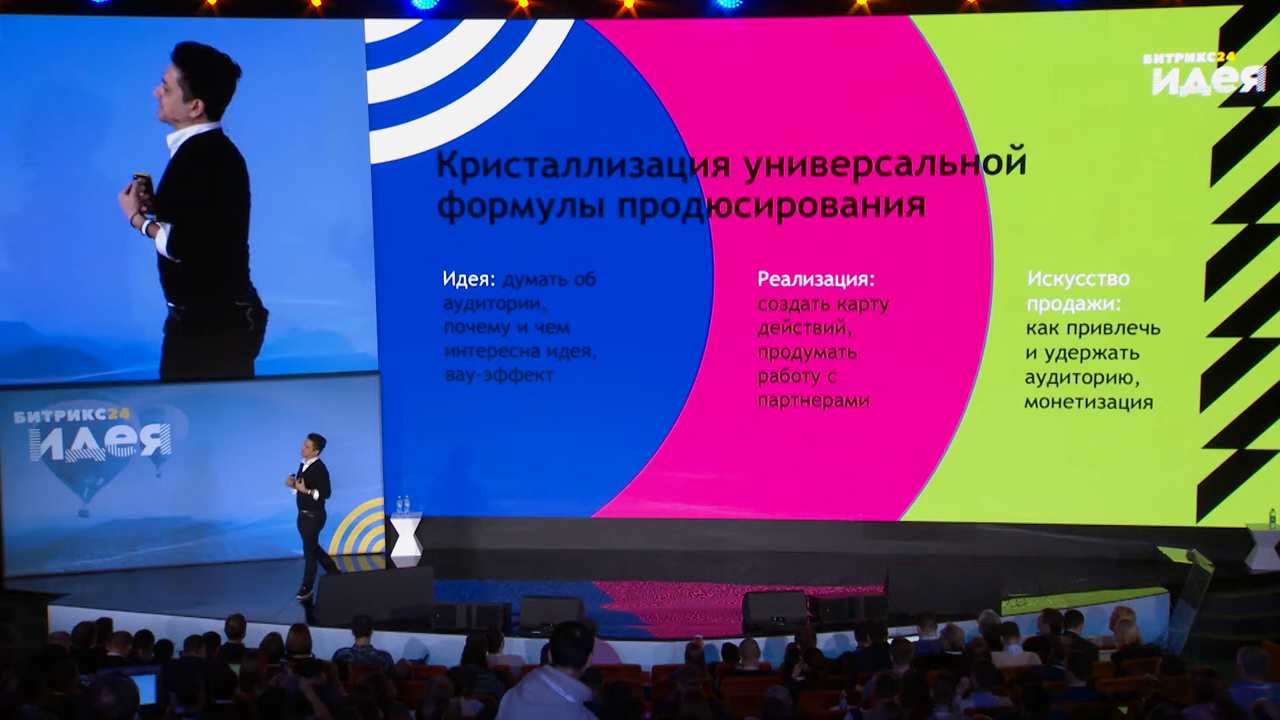 БИТРИКС24
идея
Кристаллизация универсальной
формулы продюсирования
Идея: думать об
аудитории,
почему и чем
интересна идея,
вау-эффект
Реализация:
создать карту
действий,
продумать
работу с
партнерами
Искусство
продажи:
как привлечь
и удержать
аудиторию,
монетизация
БИТРИКС24
идея